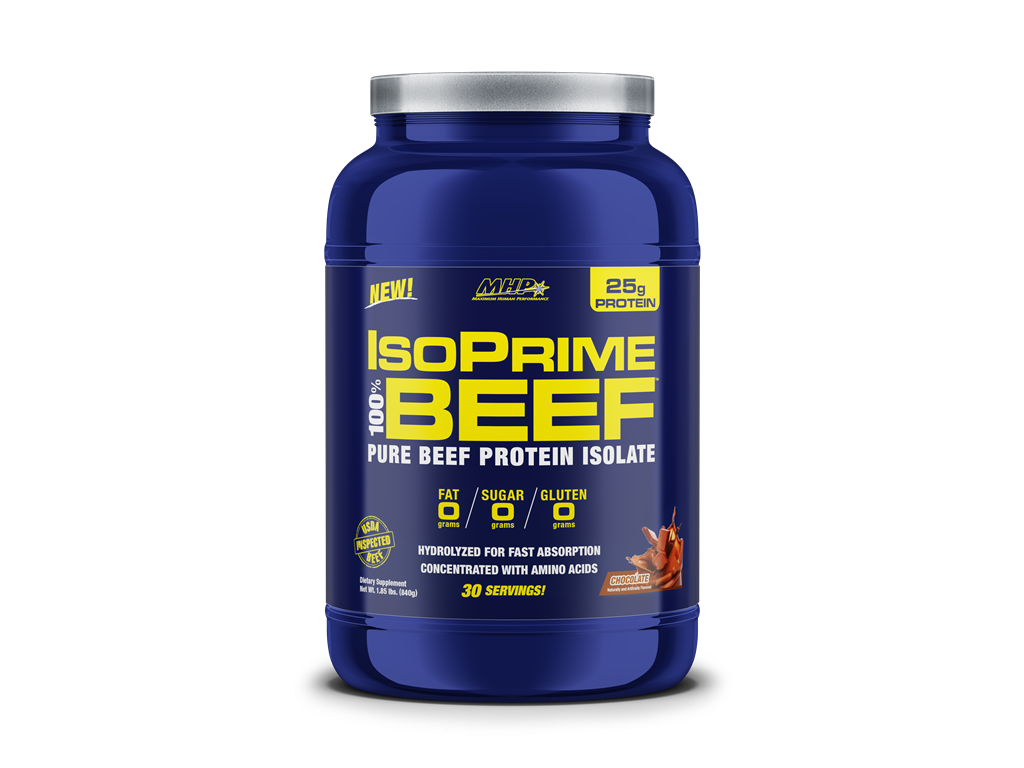 NEW!
MHP
MAXIMUM HUMAN PERFORMANCE
25g
PROTEIN
ISOPRIME
100%
BEEF
PURE BEEF PROTEIN ISOLATE
FAT
0
grams
SUGAR
0
grams
GLUTEN
0
grams
USDA
INSPECTED
BEEF
HYDROLYZED FOR FAST ABSORPTION
CONCENTRATED WITH AMINO ACIDS
30 SERVINGS!
Dietary Supplement
Net Wt. 1.85 lbs. (840g)
CHOCOLATE
Naturally and Artificially Flavored